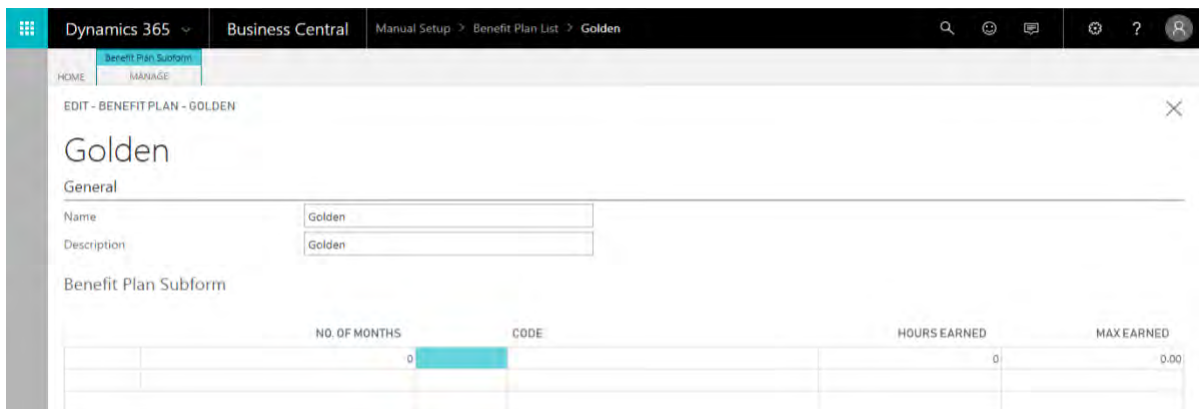 Dynamics 365 Business Central Manual Setup > Benefit Plan List > Golden ?
Benefit Plan Subform
HOME MANAGE
EDIT - BENEFIT PLAN - GOLDEN
Golden
General
Name Golden
Description Golden
Benefit Plan Subform
NO. OF MONTHS CODE HOURS EARNED MAX EARNED
0 0 0.00